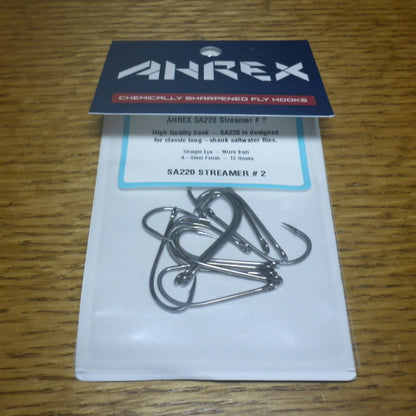 AHREX
CHEMICALLY SHARPENED FLY HOOKS
AHREX SA220 Streamer # 2
High Quality hook – SA220 is designed
for classic long – shank saltwater flies.
Straight Eye – Micro Barb
A–Steel Finish – 12 Hooks
SA220 STREAMER # 2